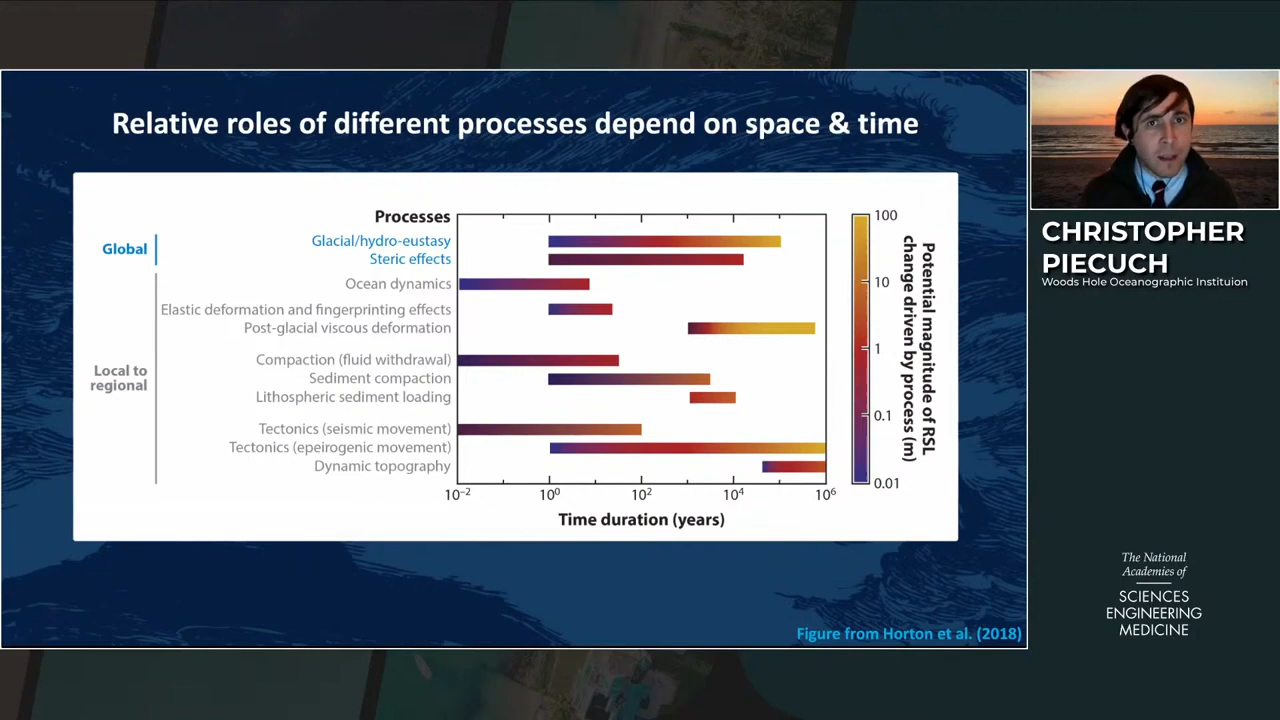 Relative roles of different processes depend on space & time
Processes
Global
Glacial/hydro-eustasy
Steric effects
Local to
regional
Ocean dynamics
Elastic deformation and fingerprinting effects
Post-glacial viscous deformation
Compaction (fluid withdrawal)
Sediment compaction
Lithospheric sediment loading
Tectonics (seismic movement)
Tectonics (epeirogenic movement)
Dynamic topography
10⁻²
10⁰
10²
10⁴
10⁶
Time duration (years)
100
10
1
0.1
0.01
Potential magnitude of RSL
change driven by process (m)
Figure from Horton et al. (2018)
CHRISTOPHER
PIECUCH
Woods Hole Oceanographic Instituiton
The National
Academies of
SCIENCES
ENGINEERING
MEDICINE